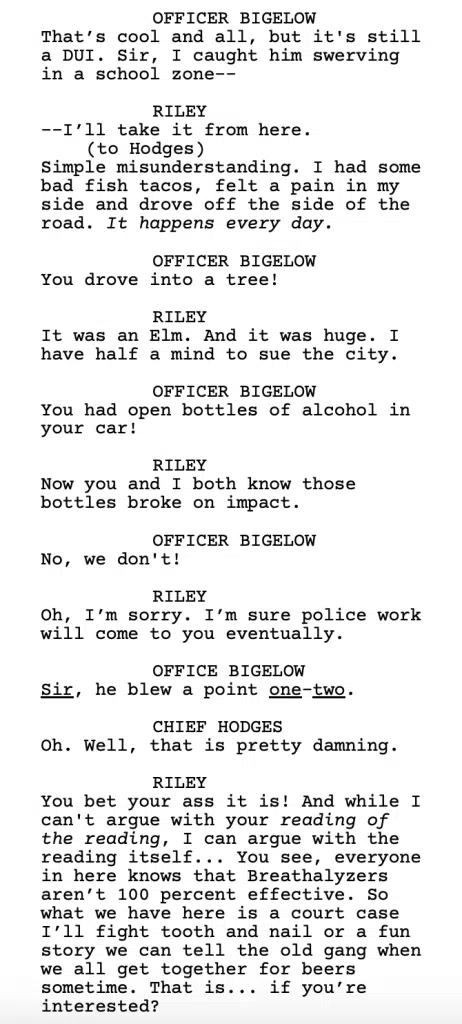 OFFICER BIGELOW
That’s cool and all, but it's still
a DUI. Sir, I caught him swerving
in a school zone--
RILEY
--I’ll take it from here.
(to Hodges)
Simple misunderstanding. I had some
bad fish tacos, felt a pain in my
side and drove off the side of the
road. It happens every day.
OFFICER BIGELOW
You drove into a tree!
RILEY
It was an Elm. And it was huge. I
have half a mind to sue the city.
OFFICER BIGELOW
You had open bottles of alcohol in
your car!
RILEY
Now you and I both know those
bottles broke on impact.
OFFICER BIGELOW
No, we don't!
RILEY
Oh, I’m sorry. I’m sure police work
will come to you eventually.
OFFICE BIGELOW
Sir, he blew a point one-two.
CHIEF HODGES
Oh. Well, that is pretty damning.
RILEY
You bet your ass it is! And while I
can't argue with your reading of
the reading, I can argue with the
reading itself... You see, everyone
in here knows that Breathalyzers
aren’t 100 percent effective. So
what we have here is a court case
I’ll fight tooth and nail or a fun
story we can tell the old gang when
we all get together for beers
sometime. That is... if you’re
interested?